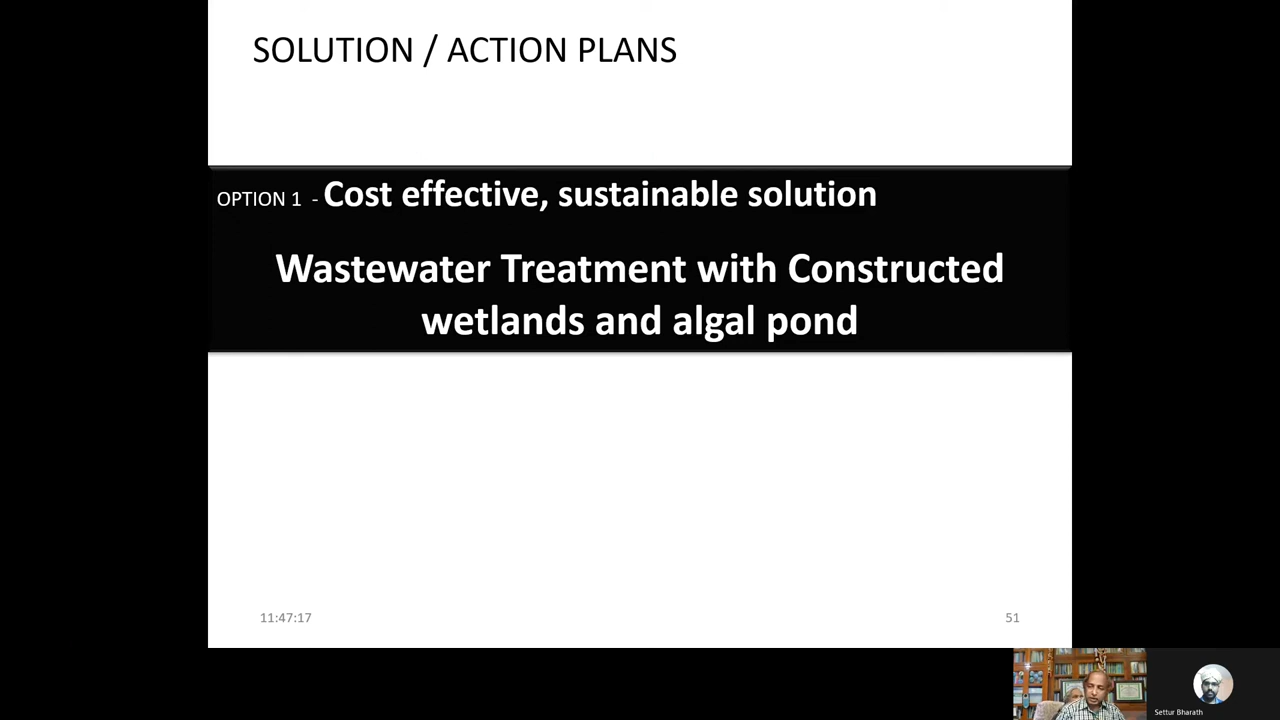 SOLUTION / ACTION PLANS
OPTION 1 - Cost effective, sustainable solution
Wastewater Treatment with Constructed
wetlands and algal pond
11:47:17
51
Settur Bharath